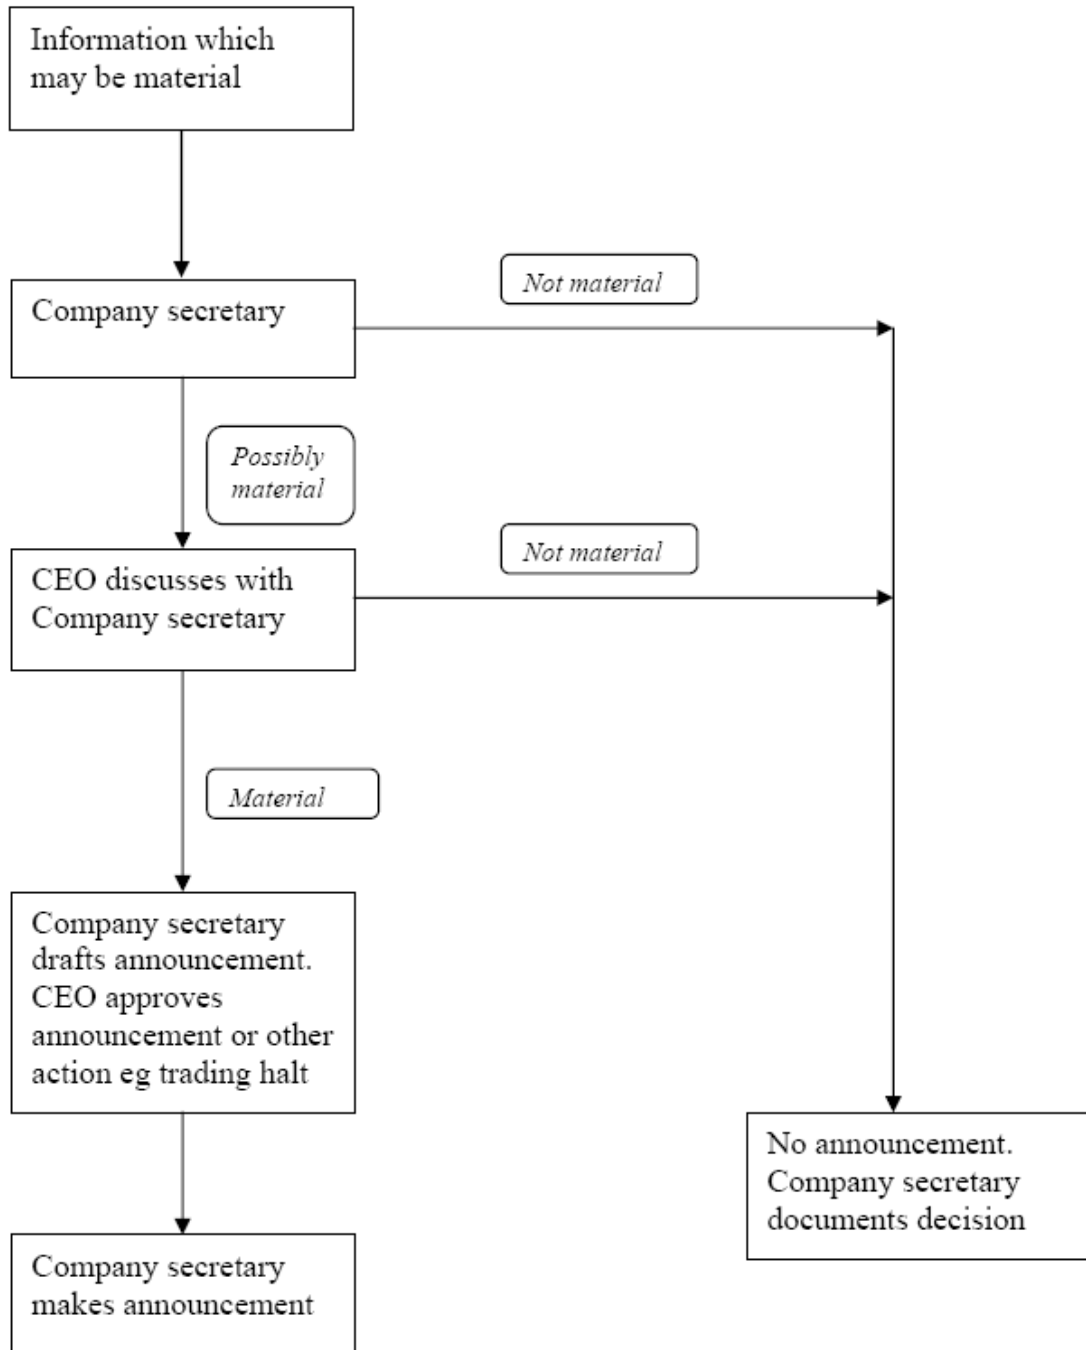 Information which
may be material
Company secretary
Not material
Possibly
material
CEO discusses with
Company secretary
Not material
Material
Company secretary
drafts announcement.
CEO approves
announcement or other
action eg trading halt
No announcement.
Company secretary
documents decision
Company secretary
makes announcement